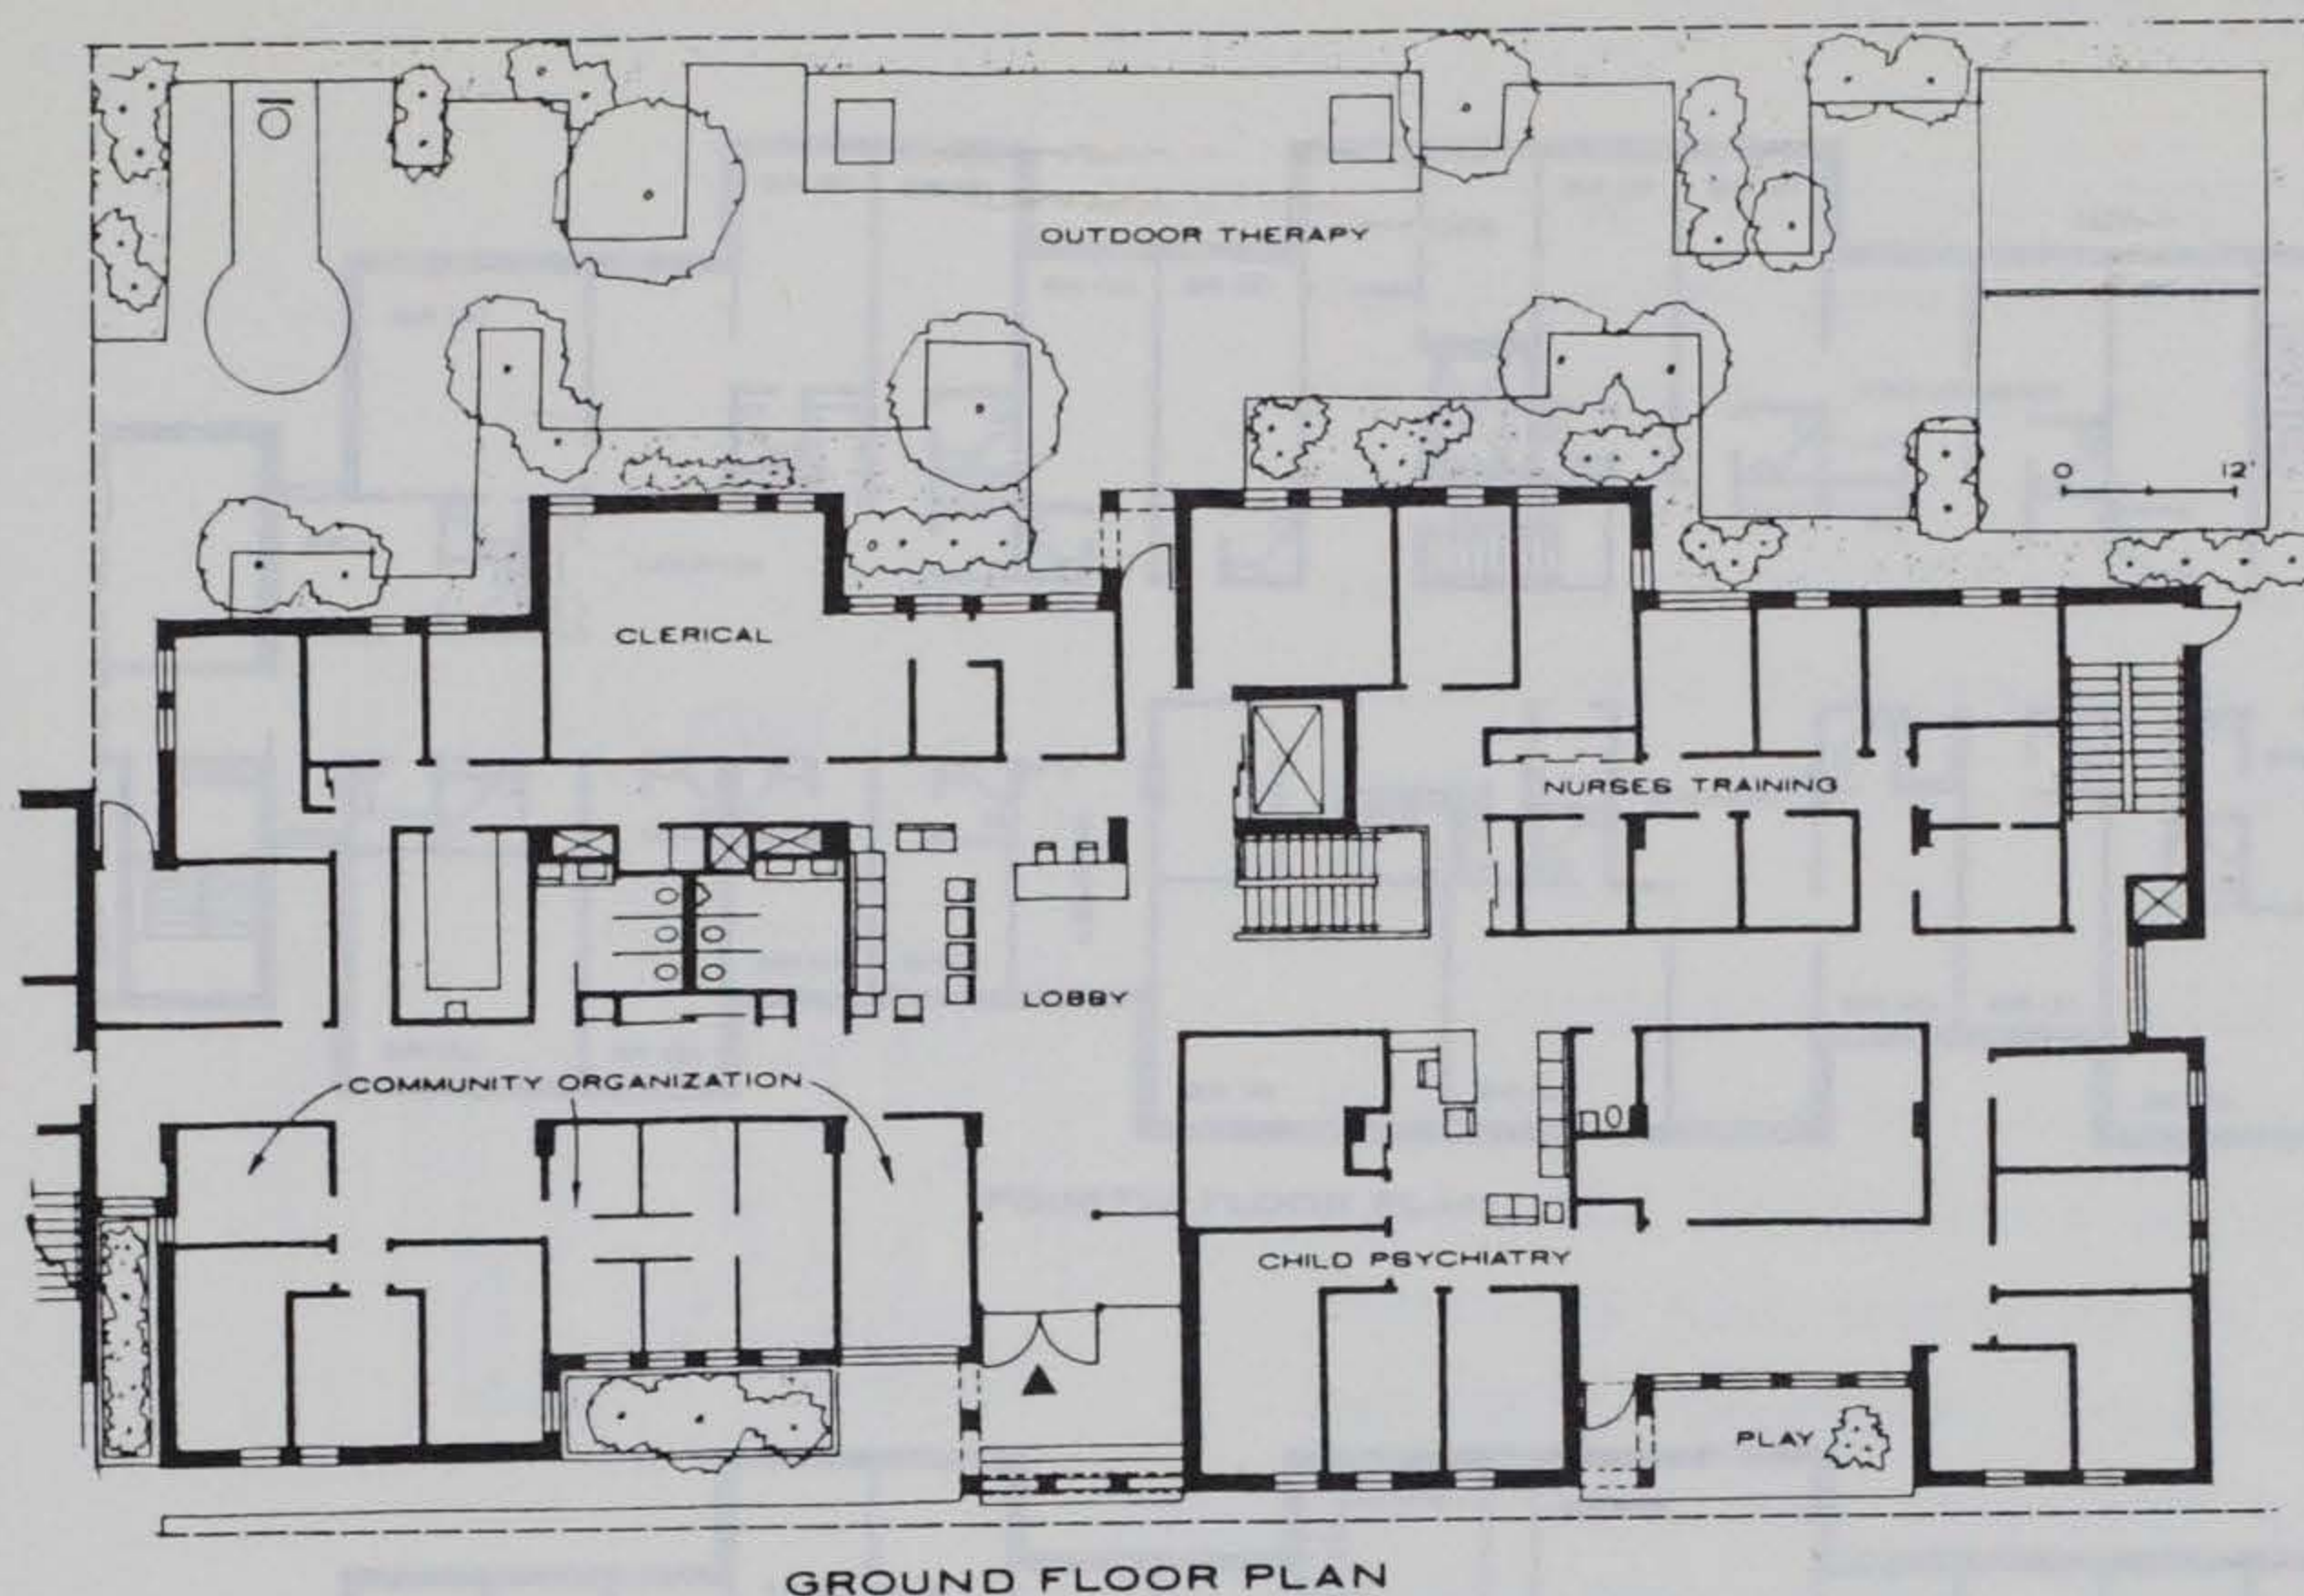 OUTDOOR THERAPY
0 12'
CLERICAL
NURSES TRAINING
LOBBY
COMMUNITY ORGANIZATION
CHILD PSYCHIATRY
PLAY
GROUND FLOOR PLAN